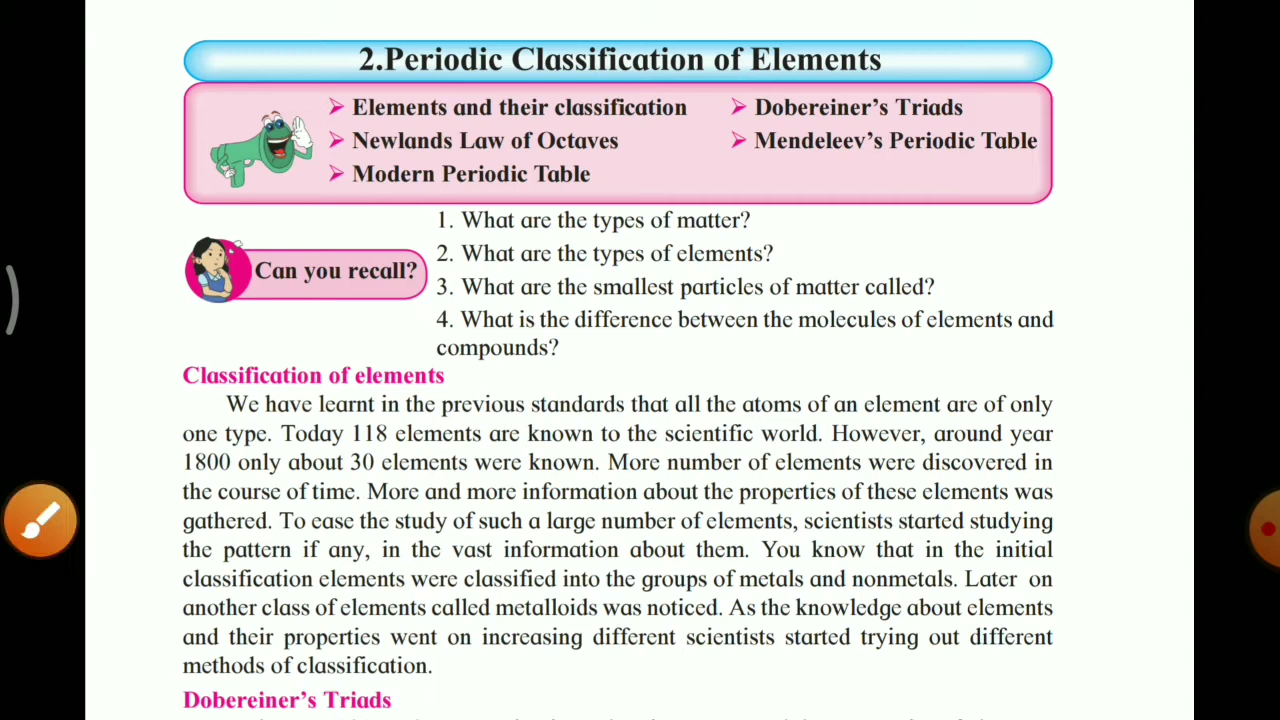 2.Periodic Classification of Elements
➢ Elements and their classification
➢ Dobereiner's Triads
➢ Newlands Law of Octaves
➢ Mendeleev's Periodic Table
➢ Modern Periodic Table
Can you recall?
1. What are the types of matter?
2. What are the types of elements?
3. What are the smallest particles of matter called?
4. What is the difference between the molecules of elements and
compounds?
Classification of elements
We have learnt in the previous standards that all the atoms of an element are of only
one type. Today 118 elements are known to the scientific world. However, around year
1800 only about 30 elements were known. More number of elements were discovered in
the course of time. More and more information about the properties of these elements was
gathered. To ease the study of such a large number of elements, scientists started studying
the pattern if any, in the vast information about them. You know that in the initial
classification elements were classified into the groups of metals and nonmetals. Later on
another class of elements called metalloids was noticed. As the knowledge about elements
and their properties went on increasing different scientists started trying out different
methods of classification.
Dobereiner's Triads